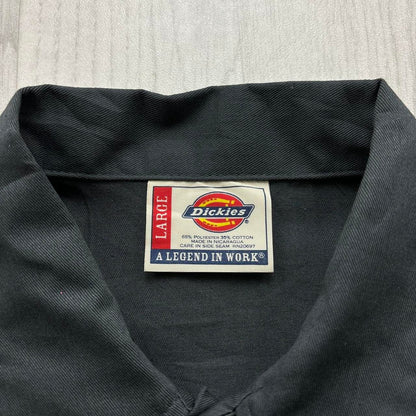 LARGE
Dickies
65% POLYESTER 35% COTTON
MADE IN NICARAGUA
CARE IN SIDE SEAM RN20697
A LEGEND IN WORK®